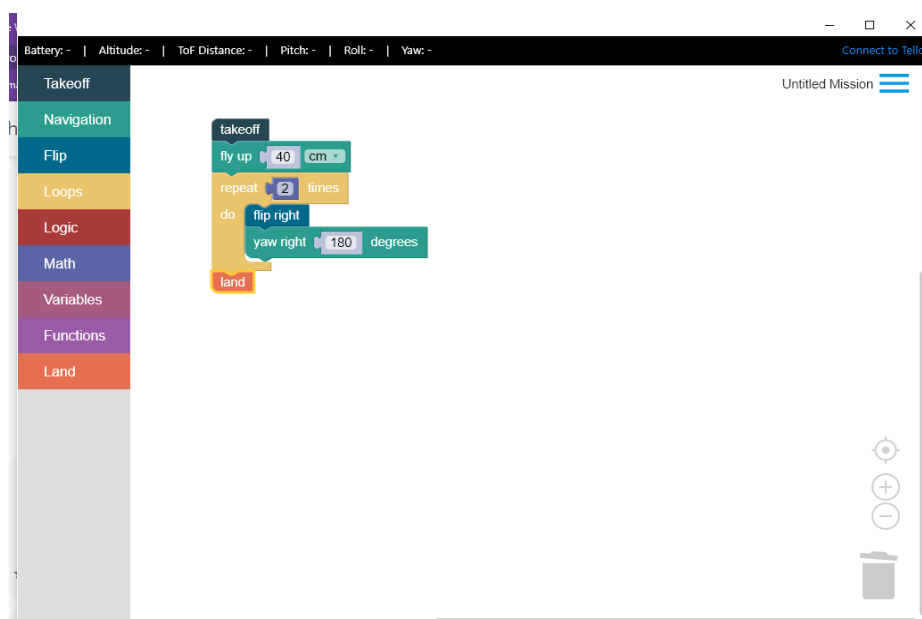 Battery: - | Altitude: - | ToF Distance: - | Pitch: - | Roll: - | Yaw: -
Connect to Tello
Untitled Mission
Takeoff
Navigation
Flip
Loops
Logic
Math
Variables
Functions
Land
takeoff
fly up 40 cm
repeat 2 times
do flip right
yaw right 180 degrees
land